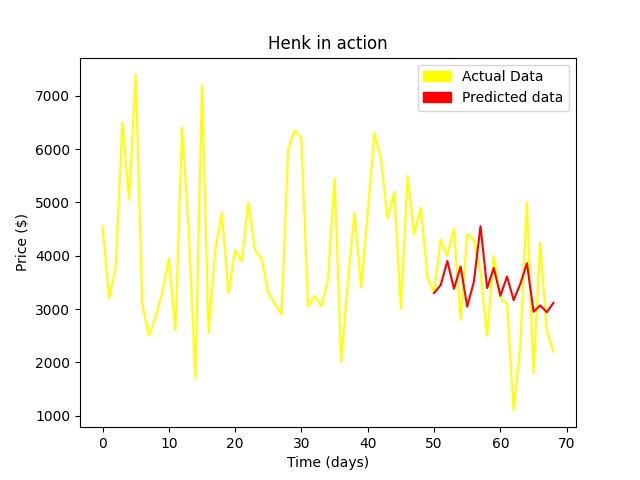 Henk in action
Actual Data
Predicted data
Price ($)
7000
6000
5000
4000
3000
2000
1000
0 10 20 30 40 50 60 70
Time (days)